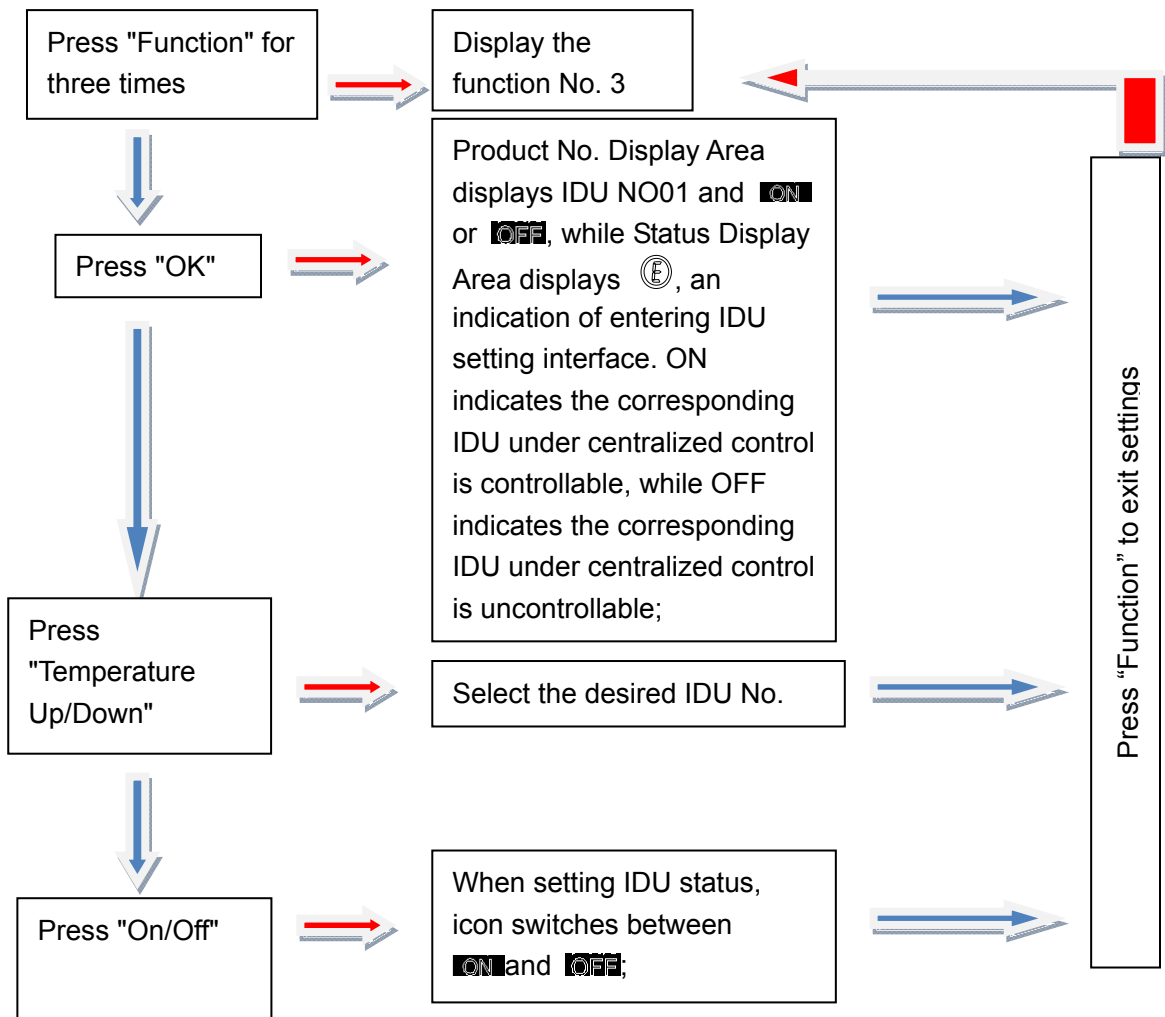 Press "Function" for
three times
Display the
function No. 3
Press "OK"
Product No. Display Area
displays IDU NO01 and ON
or OFF, while Status Display
Area displays E, an
indication of entering IDU
setting interface. ON
indicates the corresponding
IDU under centralized control
is controllable, while OFF
indicates the corresponding
IDU under centralized control
is uncontrollable;
Press
"Temperature
Up/Down"
Select the desired IDU No.
Press "On/Off"
When setting IDU status,
icon switches between
ON and OFF;
Press “Function” to exit settings